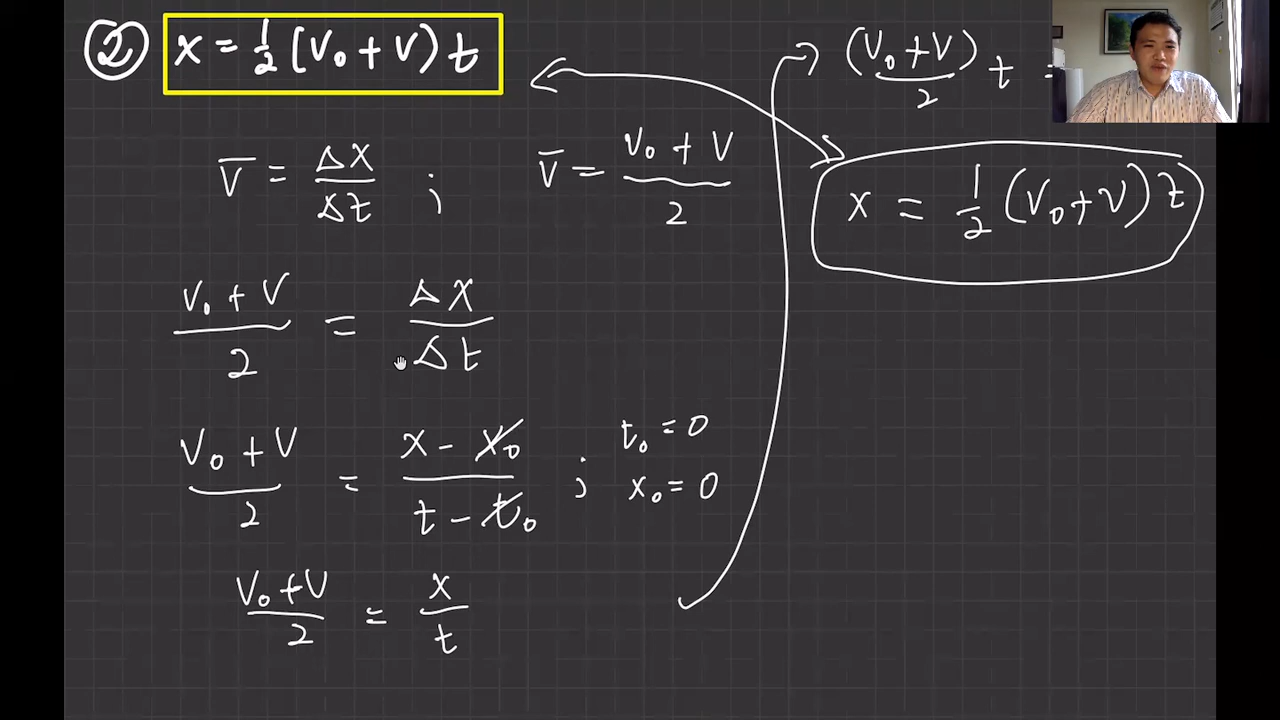 ② x = 1/2 (V₀ + V) t
V̄ = Δx/Δt ; V̄ = (V₀ + V)/2
(V₀ + V)/2 = Δx/Δt
(V₀ + V)/2 = (x - x₀)/(t - t₀) ; t₀ = 0
x₀ = 0
(V₀ + V)/2 = x/t
(V₀ + V)/2 t =
x = 1/2 (V₀ + V) t